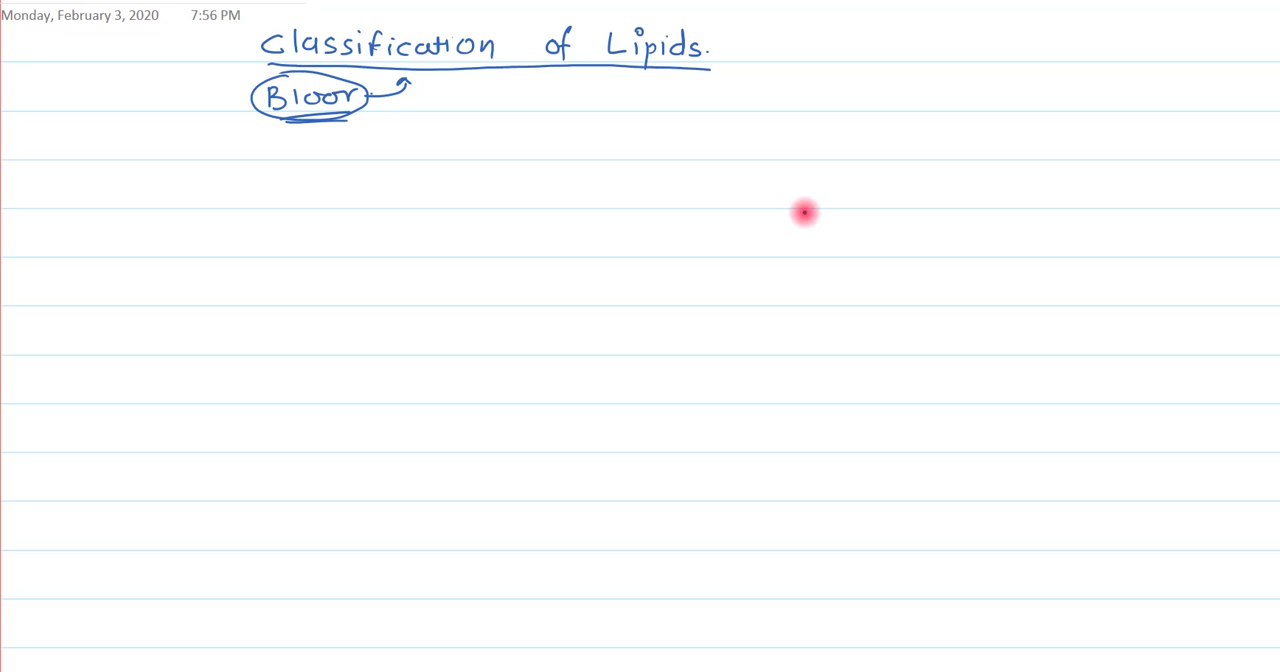 Monday, February 3, 2020 7:56 PM
Classification of Lipids.
Bloor